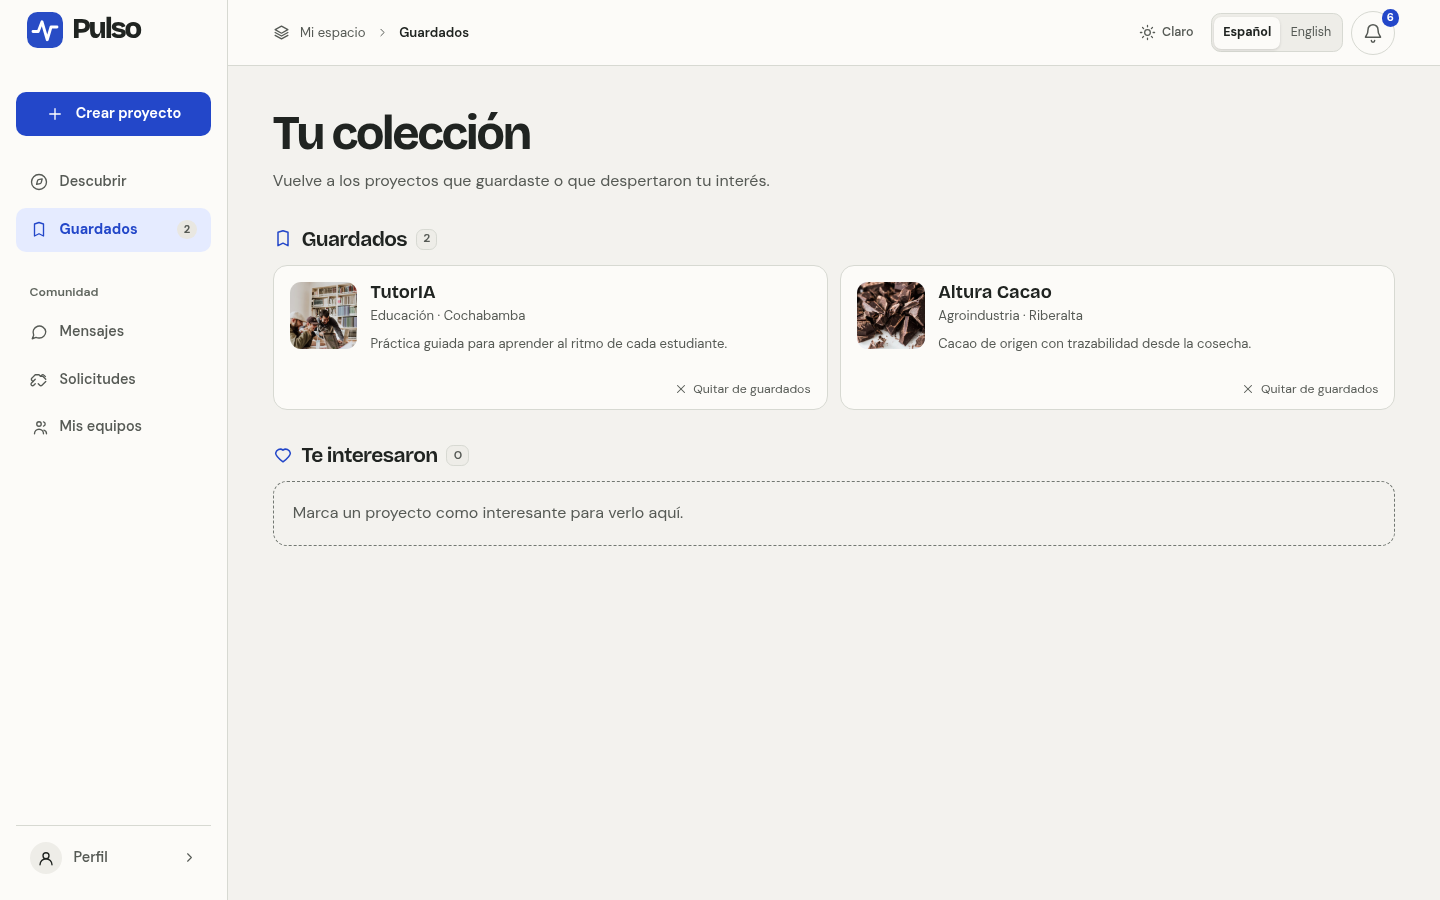 Pulso
Crear proyecto
Descubrir
Guardados 2
Comunidad
Mensajes
Solicitudes
Mis equipos
Perfil
Mi espacio > Guardados
Claro
Español English
6
Tu colección
Vuelve a los proyectos que guardaste o que despertaron tu interés.
Guardados 2
TutorIA
Educación · Cochabamba
Práctica guiada para aprender al ritmo de cada estudiante.
Quitar de guardados
Altura Cacao
Agroindustria · Riberalta
Cacao de origen con trazabilidad desde la cosecha.
Quitar de guardados
Te interesaron 0
Marca un proyecto como interesante para verlo aquí.